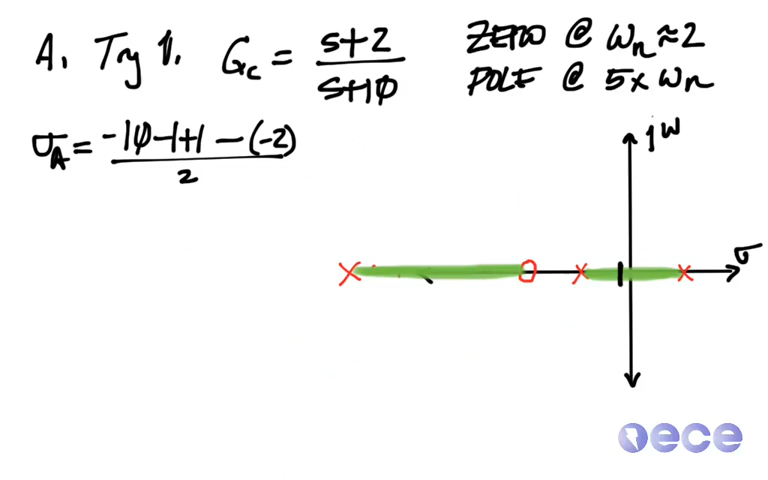 A. Try 1. Gc = s+2 / s+10 ZERO @ ωn ≈ 2
POLE @ 5 x ωn
σA = -10 -1+1 - (-2) / 2
jω
σ
ece